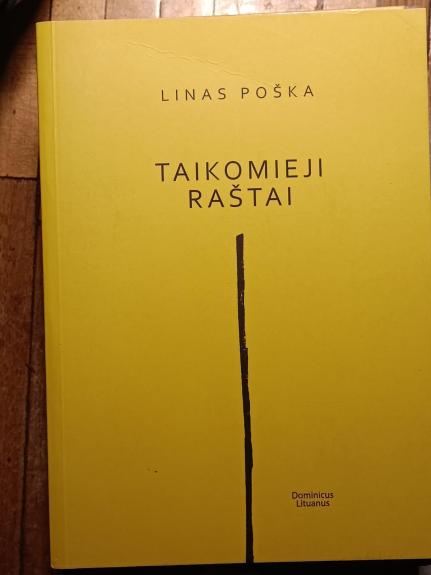 LINAS POŠKA
TAIKOMIEJI
RAŠTAI
Dominicus
Lituanus